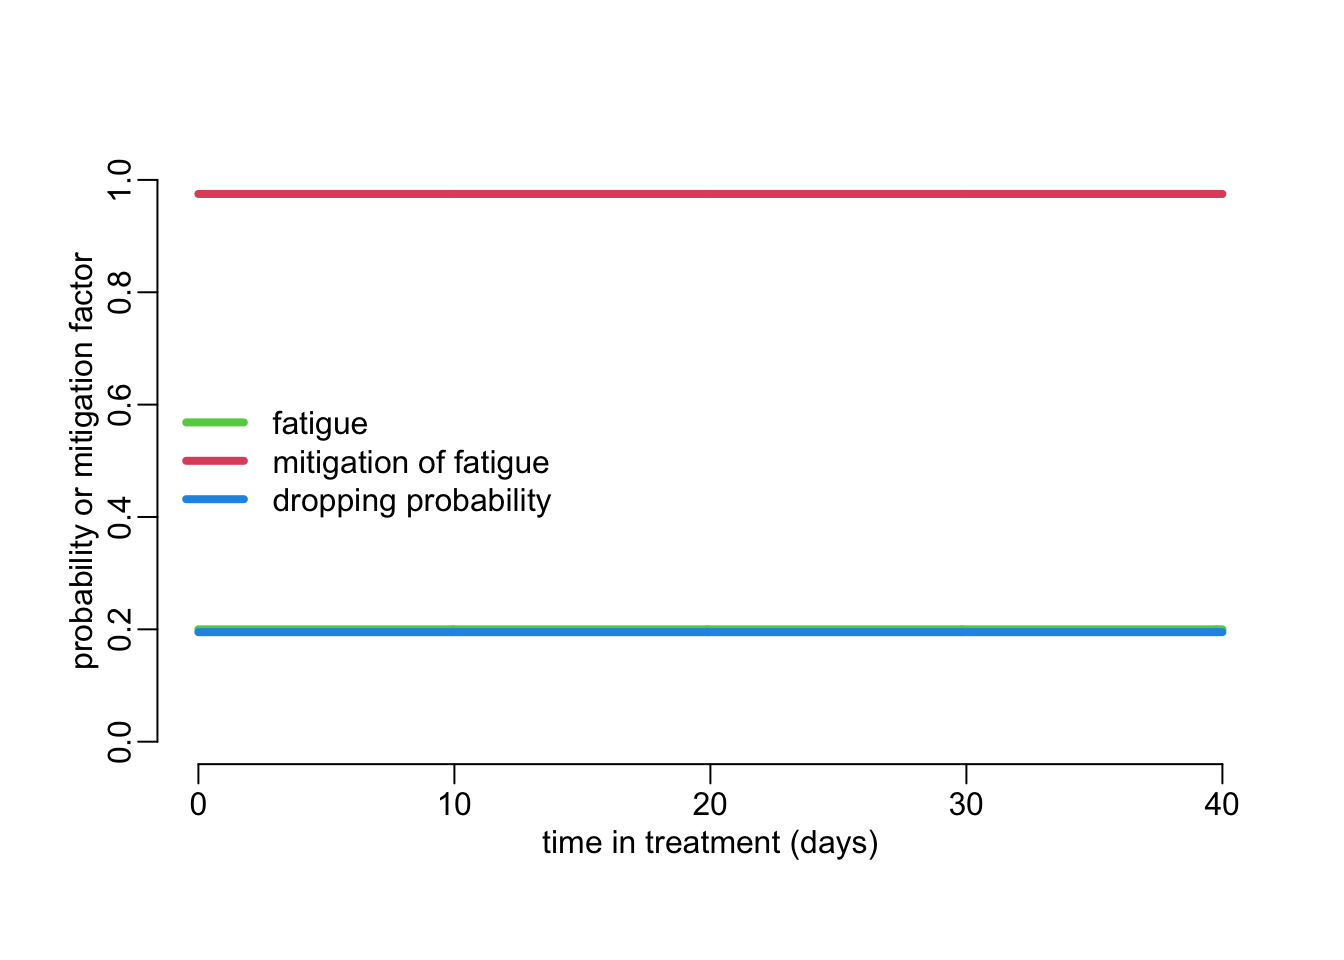 probability or mitigation factor
1.0
0.8
0.6
0.4
0.2
0.0
fatigue
mitigation of fatigue
dropping probability
0 10 20 30 40
time in treatment (days)